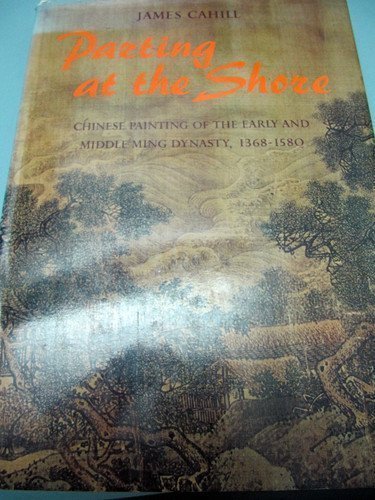 JAMES CAHILL
Parting
at the Shore
CHINESE PAINTING OF THE EARLY AND
MIDDLE MING DYNASTY, 1368-1580